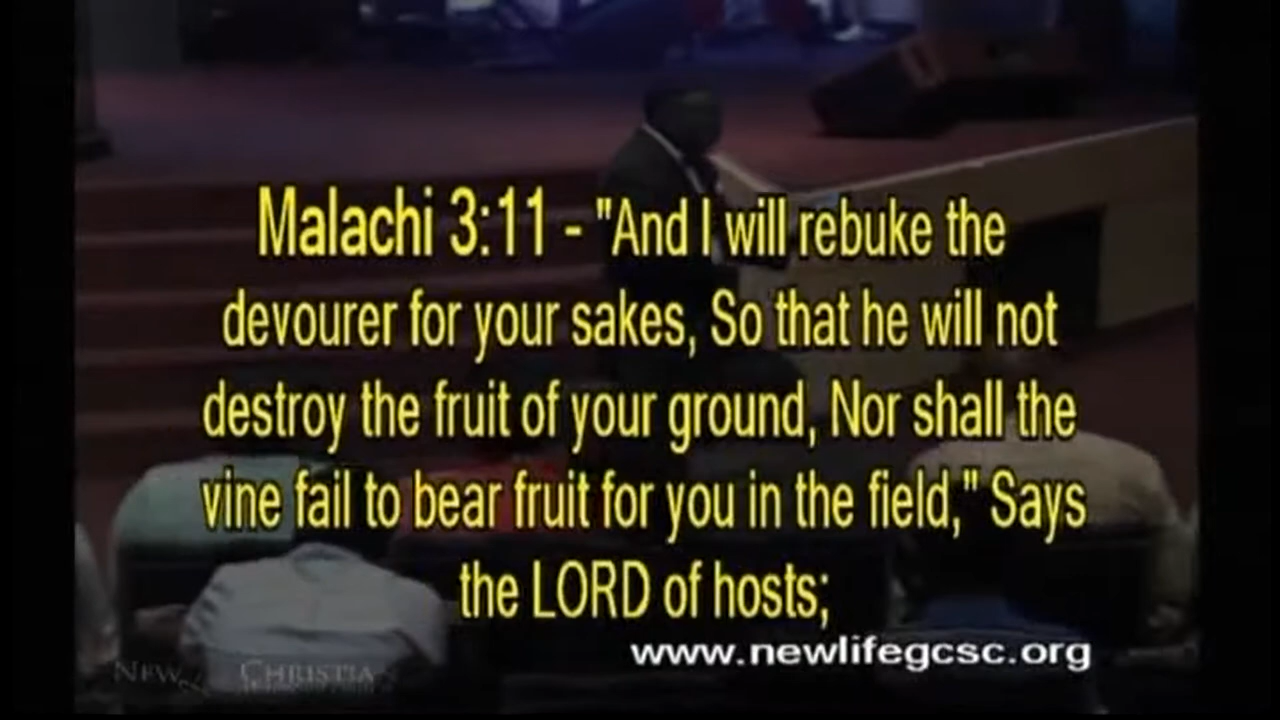 Malachi 3:11 - "And I will rebuke the
devourer for your sakes, So that he will not
destroy the fruit of your ground, Nor shall the
vine fail to bear fruit for you in the field," Says
the LORD of hosts;
www.newlifegcsc.org
NEW CHRISTIA